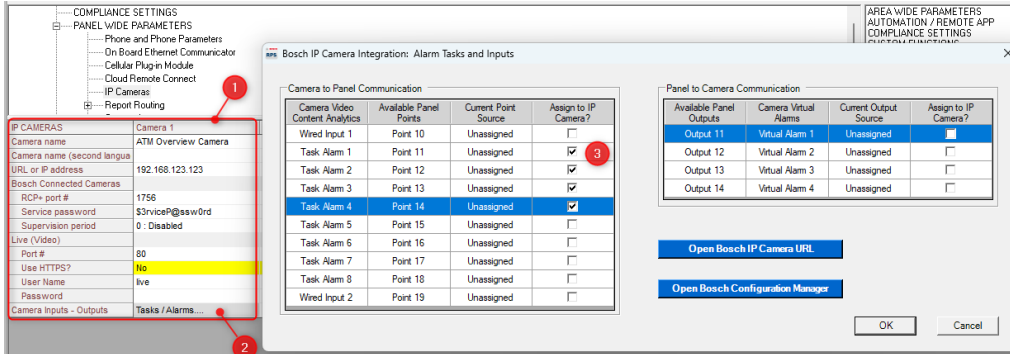 COMPLIANCE SETTINGS
PANEL WIDE PARAMETERS
Phone and Phone Parameters
On Board Ethernet Communicator
Cellular Plug-in Module
Cloud Remote Connect
IP Cameras
Report Routing
AREA WIDE PARAMETERS
AUTOMATION / REMOTE APP
COMPLIANCE SETTINGS
CUSTOM FUNCTIONS
1
IP CAMERAS Camera 1
Camera name ATM Overview Camera
Camera name (second langua
URL or IP address 192.168.123.123
Bosch Connected Cameras
RCP+ port # 1756
Service password $3rviceP@ssw0rd
Supervision period 0 : Disabled
Live (Video)
Port # 80
Use HTTPS? No
User Name live
Password
Camera Inputs - Outputs Tasks / Alarms....
2
RPS Bosch IP Camera Integration: Alarm Tasks and Inputs
Camera to Panel Communication
Camera Video Content Analytics Available Panel Points Current Point Source Assign to IP Camera?
Wired Input 1 Point 10 Unassigned
Task Alarm 1 Point 11 Unassigned
3
Task Alarm 2 Point 12 Unassigned
Task Alarm 3 Point 13 Unassigned
Task Alarm 4 Point 14 Unassigned
Task Alarm 5 Point 15 Unassigned
Task Alarm 6 Point 16 Unassigned
Task Alarm 7 Point 17 Unassigned
Task Alarm 8 Point 18 Unassigned
Wired Input 2 Point 19 Unassigned
Panel to Camera Communication
Available Panel Outputs Camera Virtual Alarms Current Output Source Assign to IP Camera?
Output 11 Virtual Alarm 1 Unassigned
Output 12 Virtual Alarm 2 Unassigned
Output 13 Virtual Alarm 3 Unassigned
Output 14 Virtual Alarm 4 Unassigned
Open Bosch IP Camera URL
Open Bosch Configuration Manager
OK Cancel